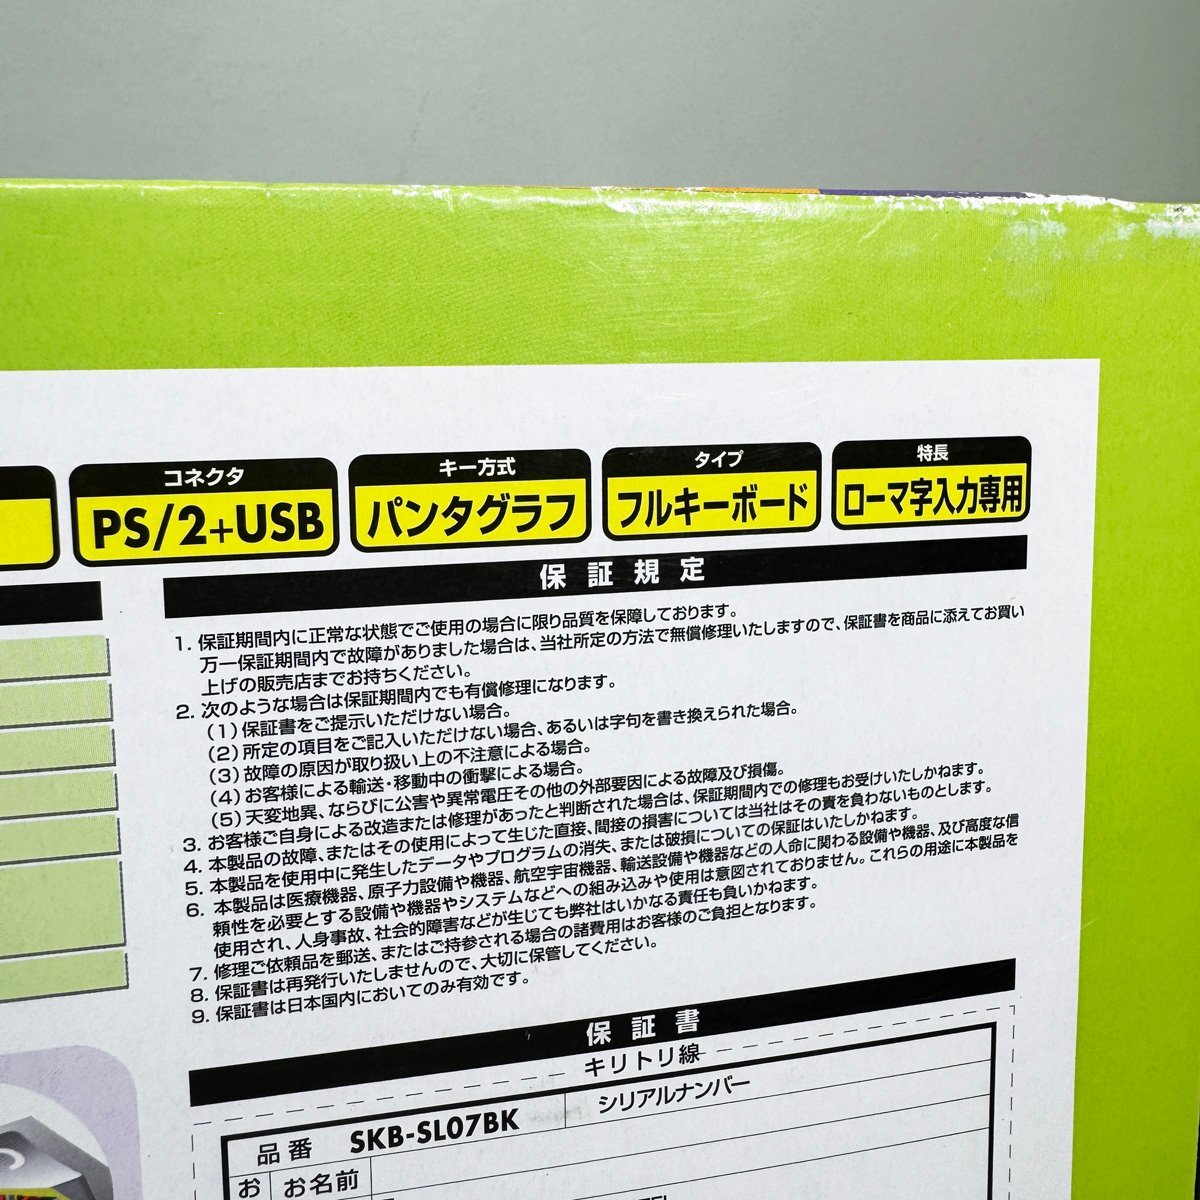 コネクタ
PS/2+USB
キー方式
パンタグラフ
タイプ
フルキーボード
特長
ローマ字入力専用
保証規定
1. 保証期間内に正常な状態でご使用の場合に限り品質を保障しております。
万一保証期間内で故障がありました場合は、当社所定の方法で無償修理いたしますので、保証書を商品に添えてお買い
上げの販売店までお持ちください。
2. 次のような場合は保証期間内でも有償修理になります。
(1)保証書をご提示いただけない場合。
(2)所定の項目をご記入いただけない場合、あるいは字句を書き換えられた場合。
(3)故障の原因が取り扱い上の不注意による場合。
(4)お客様による輸送・移動中の衝撃による場合。
(5)天変地異、ならびに公害や異常電圧その他の外部要因による故障及び損傷。
3. お客様ご自身による改造または修理があったと判断された場合は、保証期間内での修理もお受けいたしかねます。
4. 本製品の故障、またはその使用によって生じた直接、間接の損害については当社はその責を負わないものとします。
5. 本製品を使用中に発生したデータやプログラムの消失、または破損についての保証はいたしかねます。
6. 本製品は医療機器、原子力設備や機器、航空宇宙機器、輸送設備や機器などの人命に関わる設備や機器、及び高度な信
頼性を必要とする設備や機器やシステムなどへの組み込みや使用は意図されておりません。これらの用途に本製品を
使用され、人身事故、社会的障害などが生じても弊社はいかなる責任も負いかねます。
7. 修理ご依頼品を郵送、またはご持参される場合の諸費用はお客様のご負担となります。
8. 保証書は再発行いたしませんので、大切に保管してください。
9. 保証書は日本国内においてのみ有効です。
保証書
キリトリ線
品番 SKB-SL07BK シリアルナンバー
お お名前